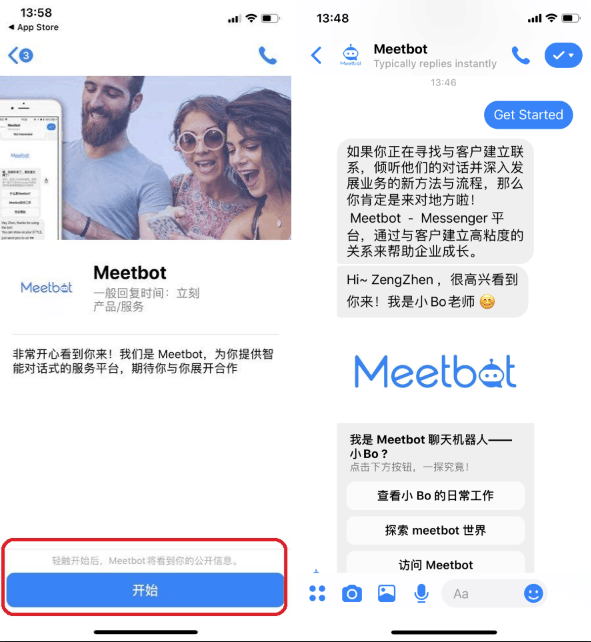 13:58
App Store
3
Meetbot
Meetbot
一般回复时间：立刻
产品/服务
非常开心看到你来！我们是 Meetbot，为你提供智
能对话式的服务平台，期待你与你展开合作
轻触开始后，Meetbot将看到你的公开信息。
开始
13:48
Meetbot
Meetbot
Typically replies instantly
13:46
Get Started
如果你正在寻找与客户建立联
系，倾听他们的对话并深入发
展业务的新方法与流程，那么
你肯定是来对地方啦！
Meetbot - Messenger 平
台，通过与客户建立高粘度的
关系来帮助企业成长。
Hi~ ZengZhen ，很高兴看到
你来！我是小 Bo 老师
Meetbot
我是 Meetbot 聊天机器人——
小 Bo ?
点击下方按钮，一探究竟！
查看小 Bo 的日常工作
探索 meetbot 世界
访问 Meetbot
Aa